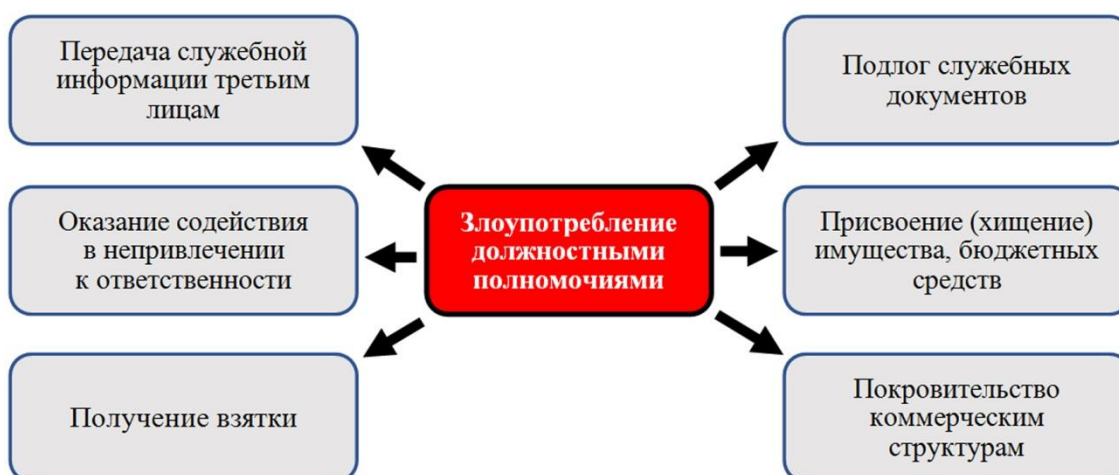 Передача служебной
информации третьим
лицам
Оказание содействия
в непривлечении
к ответственности
Получение взятки
Злоупотребление
должностными
полномочиями
Подлог служебных
документов
Присвоение (хищение)
имущества, бюджетных
средств
Покровительство
коммерческим
структурам